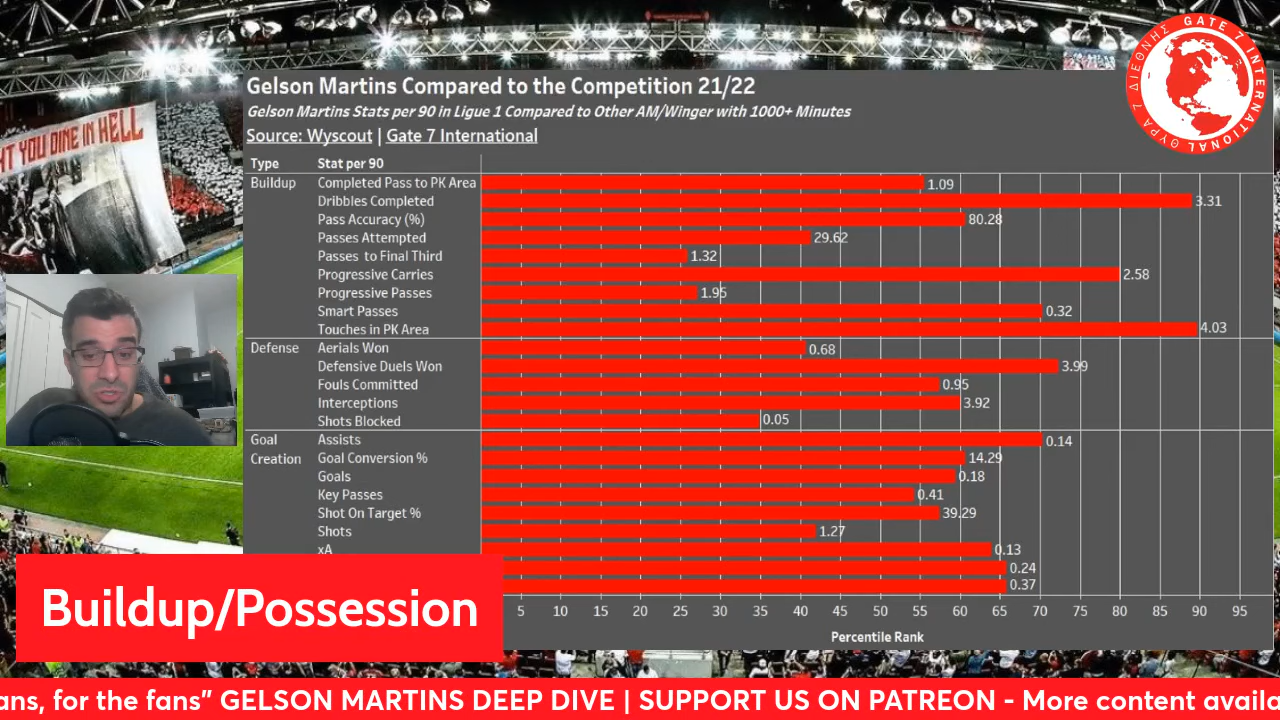 Gelson Martins Compared to the Competition 21/22
Gelson Martins Stats per 90 in Ligue 1 Compared to Other AM/Winger with 1000+ Minutes
Source: Wyscout | Gate 7 International
GATE 7 INTERNATIONAL
ΘΥΡΑ 7 ΔΙΕΘΝΗΣ
YOU DINE IN HELL
Type Stat per 90
Buildup Completed Pass to PK Area 1.09
Dribbles Completed 3.31
Pass Accuracy (%) 80.28
Passes Attempted 29.62
Passes to Final Third 1.32
Progressive Carries 2.58
Progressive Passes 1.95
Smart Passes 0.32
Touches in PK Area 4.03
Defense Aerials Won 0.68
Defensive Duels Won 3.99
Fouls Committed 0.95
Interceptions 3.92
Shots Blocked 0.05
Goal Creation Assists 0.14
Goal Conversion % 14.29
Goals 0.18
Key Passes 0.41
Shot On Target % 39.29
Shots 1.27
xA 0.13
0.24
0.37
5 10 15 20 25 30 35 40 45 50 55 60 65 70 75 80 85 90 95
Percentile Rank
Buildup/Possession
ans, for the fans” GELSON MARTINS DEEP DIVE | SUPPORT US ON PATREON - More content availa